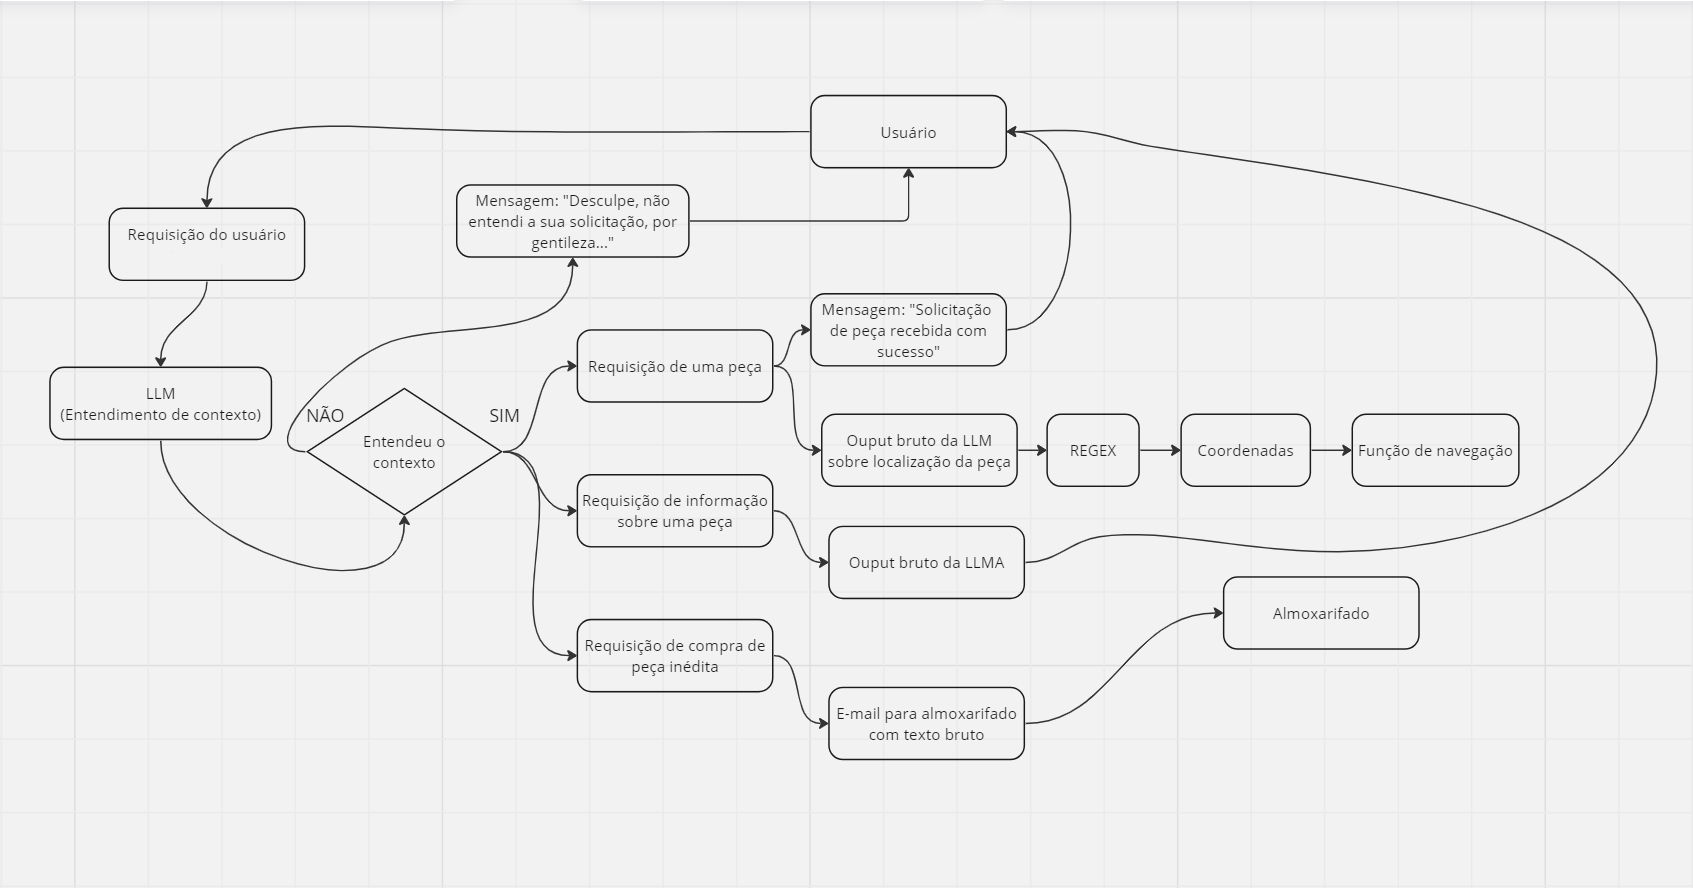 Usuário
Mensagem: "Desculpe, não
entendi a sua solicitação, por
gentileza..."
Requisição do usuário
Mensagem: "Solicitação
de peça recebida com
sucesso"
Requisição de uma peça
LLM
(Entendimento de contexto)
NÃO
SIM
Entendeu o
contexto
Ouput bruto da LLM
sobre localização da peça
REGEX
Coordenadas
Função de navegação
Requisição de informação
sobre uma peça
Ouput bruto da LLMA
Almoxarifado
Requisição de compra de
peça inédita
E-mail para almoxarifado
com texto bruto